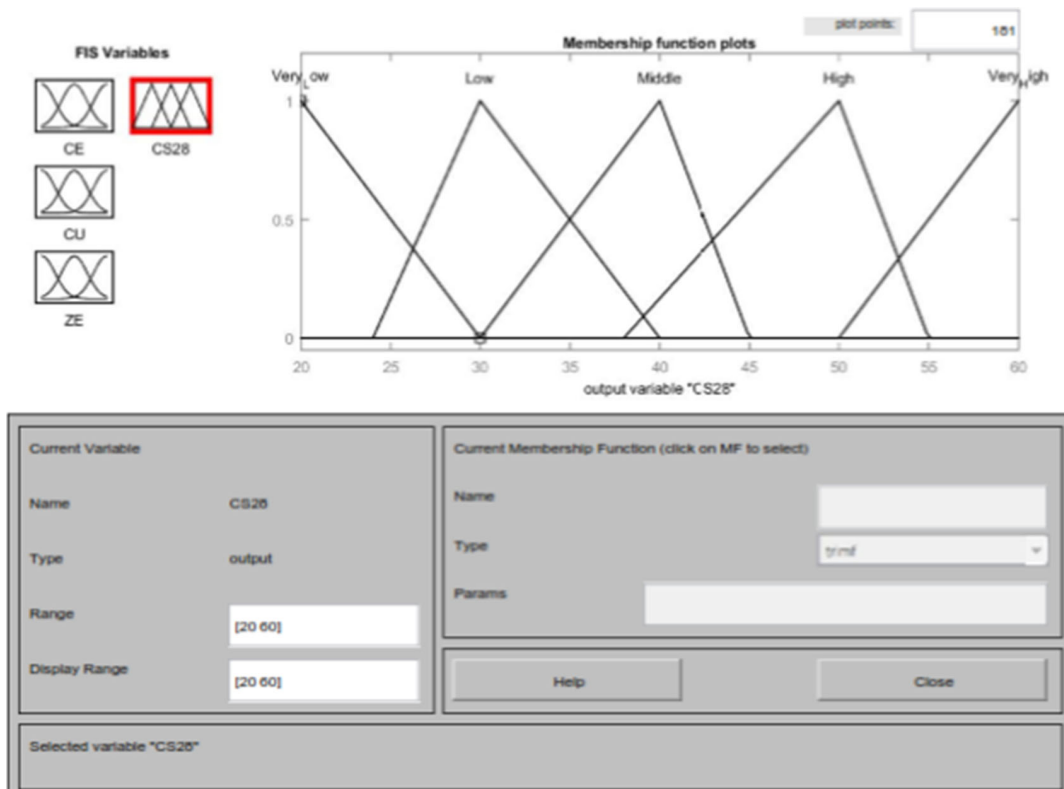 plot points:
181
FIS Variables
Membership function plots
Very_Low
Low
Middle
High
Very_High
CE
CS28
CU
ZE
1
0.5
0
20
25
30
35
40
45
50
55
60
output variable "CS28"
Current Variable
Current Membership Function (click on MF to select)
Name
CS28
Name
Type
output
Type
trimf
Range
[20 60]
Params
Display Range
[20 60]
Help
Close
Selected variable "CS28"